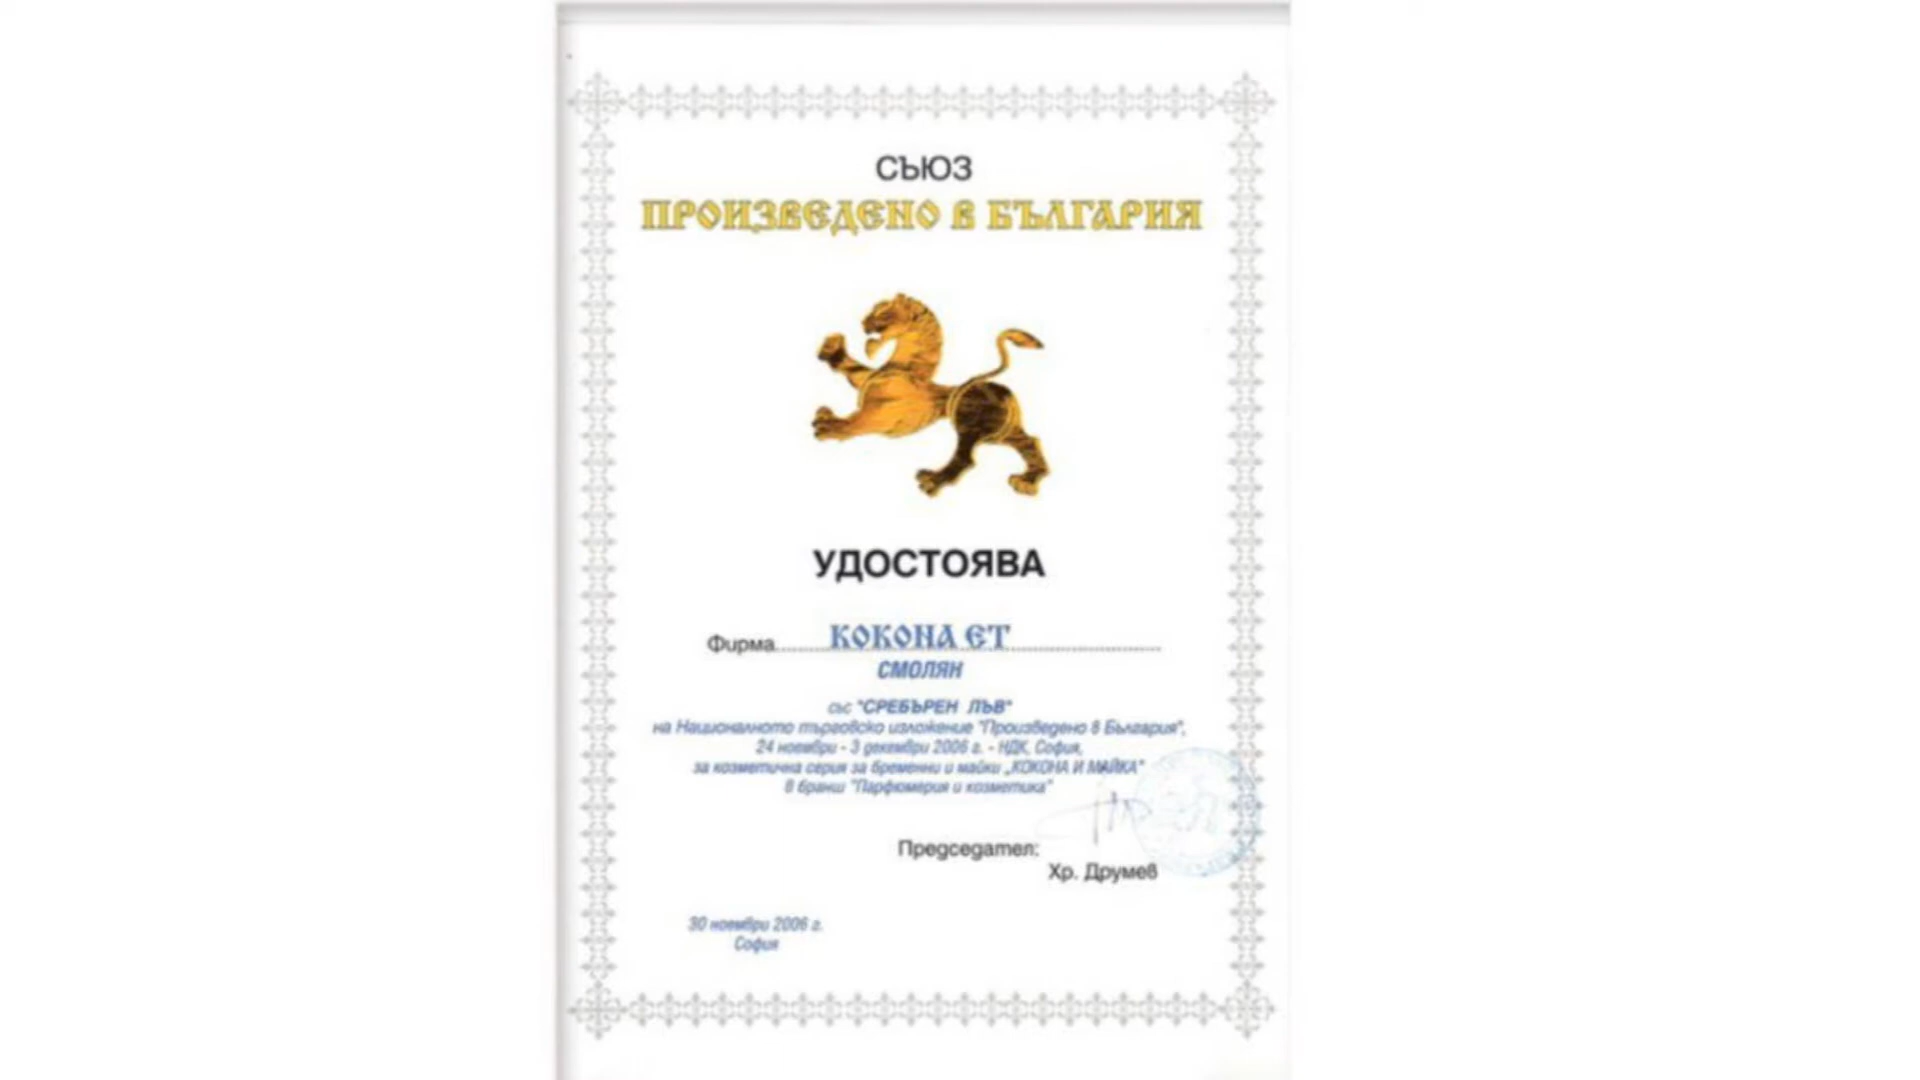 СЪЮЗ
ПРОИЗВЕДЕНО В БЪЛГАРИЯ
УДОСТОЯВА
Фирма КОКОНА ЕТ
СМОЛЯН
със "СРЕБЪРЕН ЛЪВ"
на Националното търговско изложение "Произведено в България",
24 ноември - 3 декември 2006 г. - НДК, София,
за козметична серия за бременни и майки „КОКОНА И МАЙКА"
в бранш "Парфюмерия и козметика"
Председател:
Хр. Друмев
30 ноември 2006 г.
София